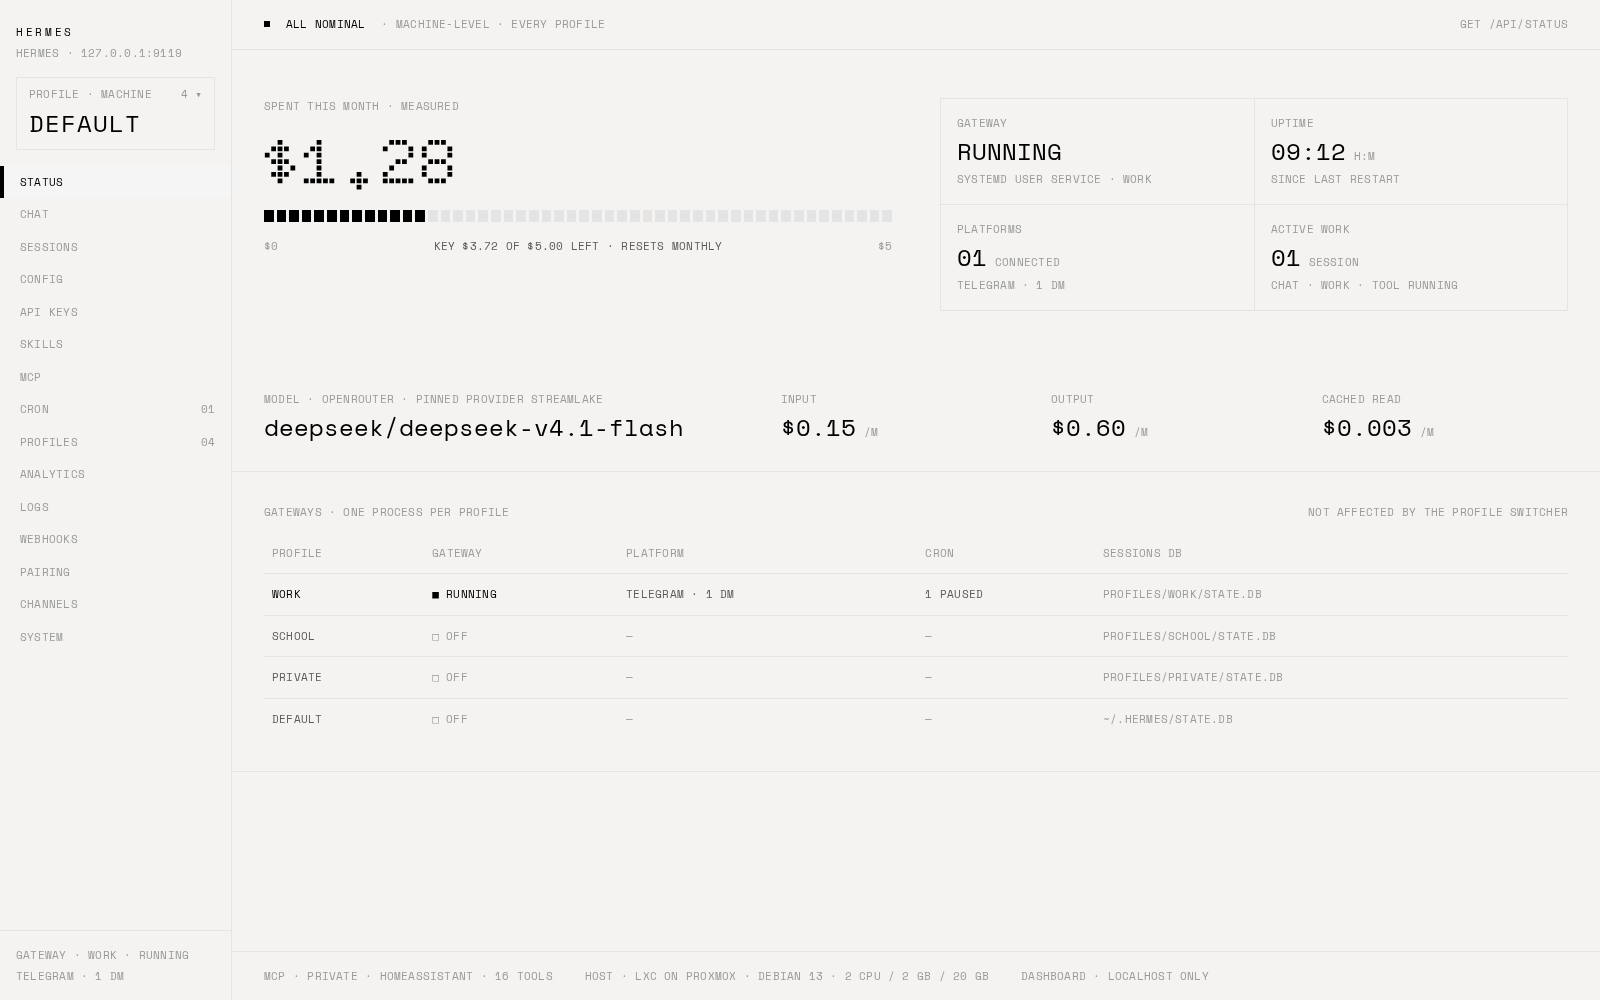 HERMES
HERMES · 127.0.0.1:9119
PROFILE · MACHINE 4 ▾
DEFAULT
STATUS
CHAT
SESSIONS
CONFIG
API KEYS
SKILLS
MCP
CRON 01
PROFILES 04
ANALYTICS
LOGS
WEBHOOKS
PAIRING
CHANNELS
SYSTEM
GATEWAY · WORK · RUNNING
TELEGRAM · 1 DM
■ ALL NOMINAL · MACHINE-LEVEL · EVERY PROFILE GET /API/STATUS
SPENT THIS MONTH · MEASURED
$1.28
$0 KEY $3.72 OF $5.00 LEFT · RESETS MONTHLY $5
GATEWAY
RUNNING
SYSTEMD USER SERVICE · WORK
UPTIME
09:12 H:M
SINCE LAST RESTART
PLATFORMS
01 CONNECTED
TELEGRAM · 1 DM
ACTIVE WORK
01 SESSION
CHAT · WORK · TOOL RUNNING
MODEL · OPENROUTER · PINNED PROVIDER STREAMLAKE
deepseek/deepseek-v4.1-flash
INPUT
$0.15 /M
OUTPUT
$0.60 /M
CACHED READ
$0.003 /M
GATEWAYS · ONE PROCESS PER PROFILE NOT AFFECTED BY THE PROFILE SWITCHER
PROFILE GATEWAY PLATFORM CRON SESSIONS DB
WORK ■ RUNNING TELEGRAM · 1 DM 1 PAUSED PROFILES/WORK/STATE.DB
SCHOOL □ OFF — — PROFILES/SCHOOL/STATE.DB
PRIVATE □ OFF — — PROFILES/PRIVATE/STATE.DB
DEFAULT □ OFF — — ~/.HERMES/STATE.DB
MCP · PRIVATE · HOMEASSISTANT · 16 TOOLS HOST · LXC ON PROXMOX · DEBIAN 13 · 2 CPU / 2 GB / 20 GB DASHBOARD · LOCALHOST ONLY